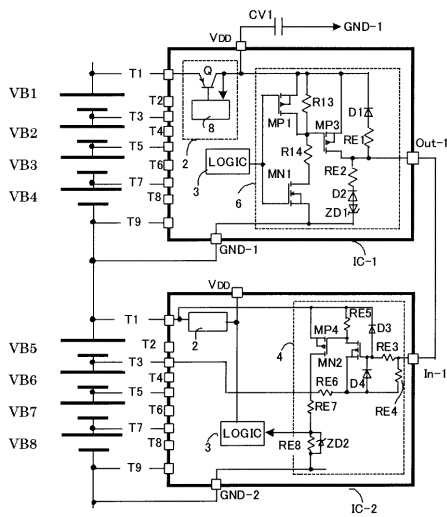 CV1
GND-1
VDD
T1
Q
VB1
T2
R13
D1
T3
8
MP1
MP3
VB2
T4
RE1
Out-1
2
T5
R14
VB3
LOGIC
RE2
T6
MN1
3
D2
T7
6
ZD1
VB4
T8
T9
GND-1
IC-1
VDD
T1
RE5
2
D3
4
MP4
RE3
VB5
T2
MN2
In-1
T3
D4
VB6
T4
RE6
RE4
T5
RE7
VB7
T6
T7
LOGIC
3
RE8
ZD2
VB8
T8
T9
GND-2
IC-2